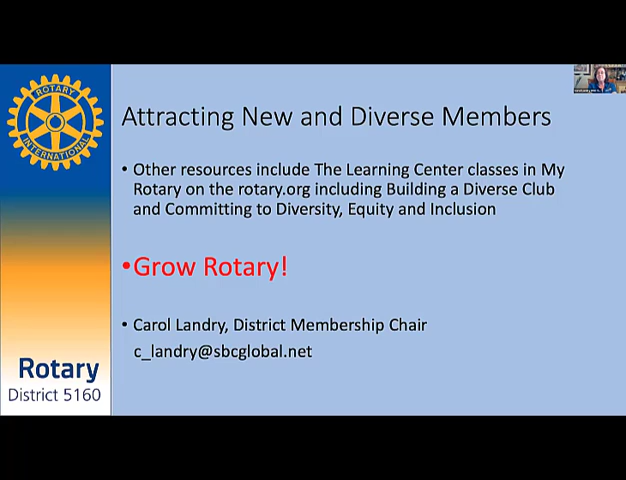 ROTARY
INTERNATIONAL
Attracting New and Diverse Members
• Other resources include The Learning Center classes in My
Rotary on the rotary.org including Building a Diverse Club
and Committing to Diversity, Equity and Inclusion
•Grow Rotary!
• Carol Landry, District Membership Chair
c_landry@sbcglobal.net
Rotary
District 5160